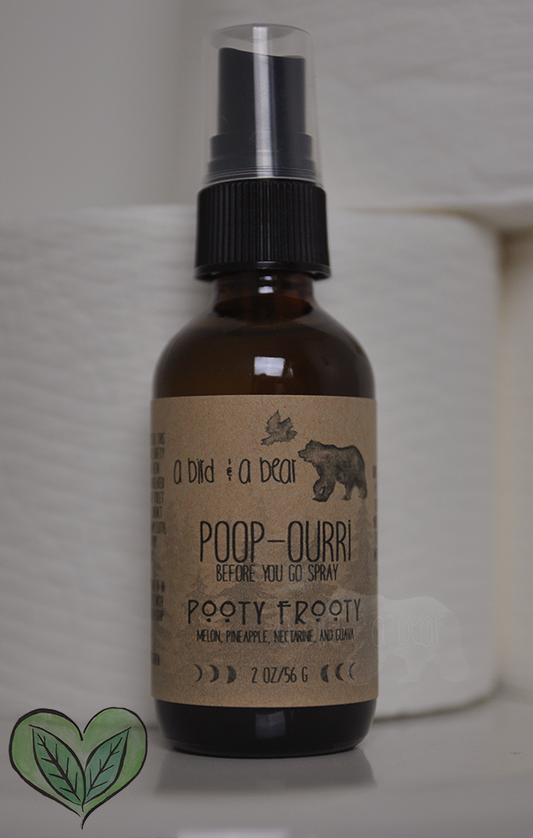 a bird & a bear
POOP-OURRI
BEFORE YOU GO SPRAY
POOTY FROOTY
MELON, PINEAPPLE, NECTARINE, AND GUAVA
2 OZ/56 G